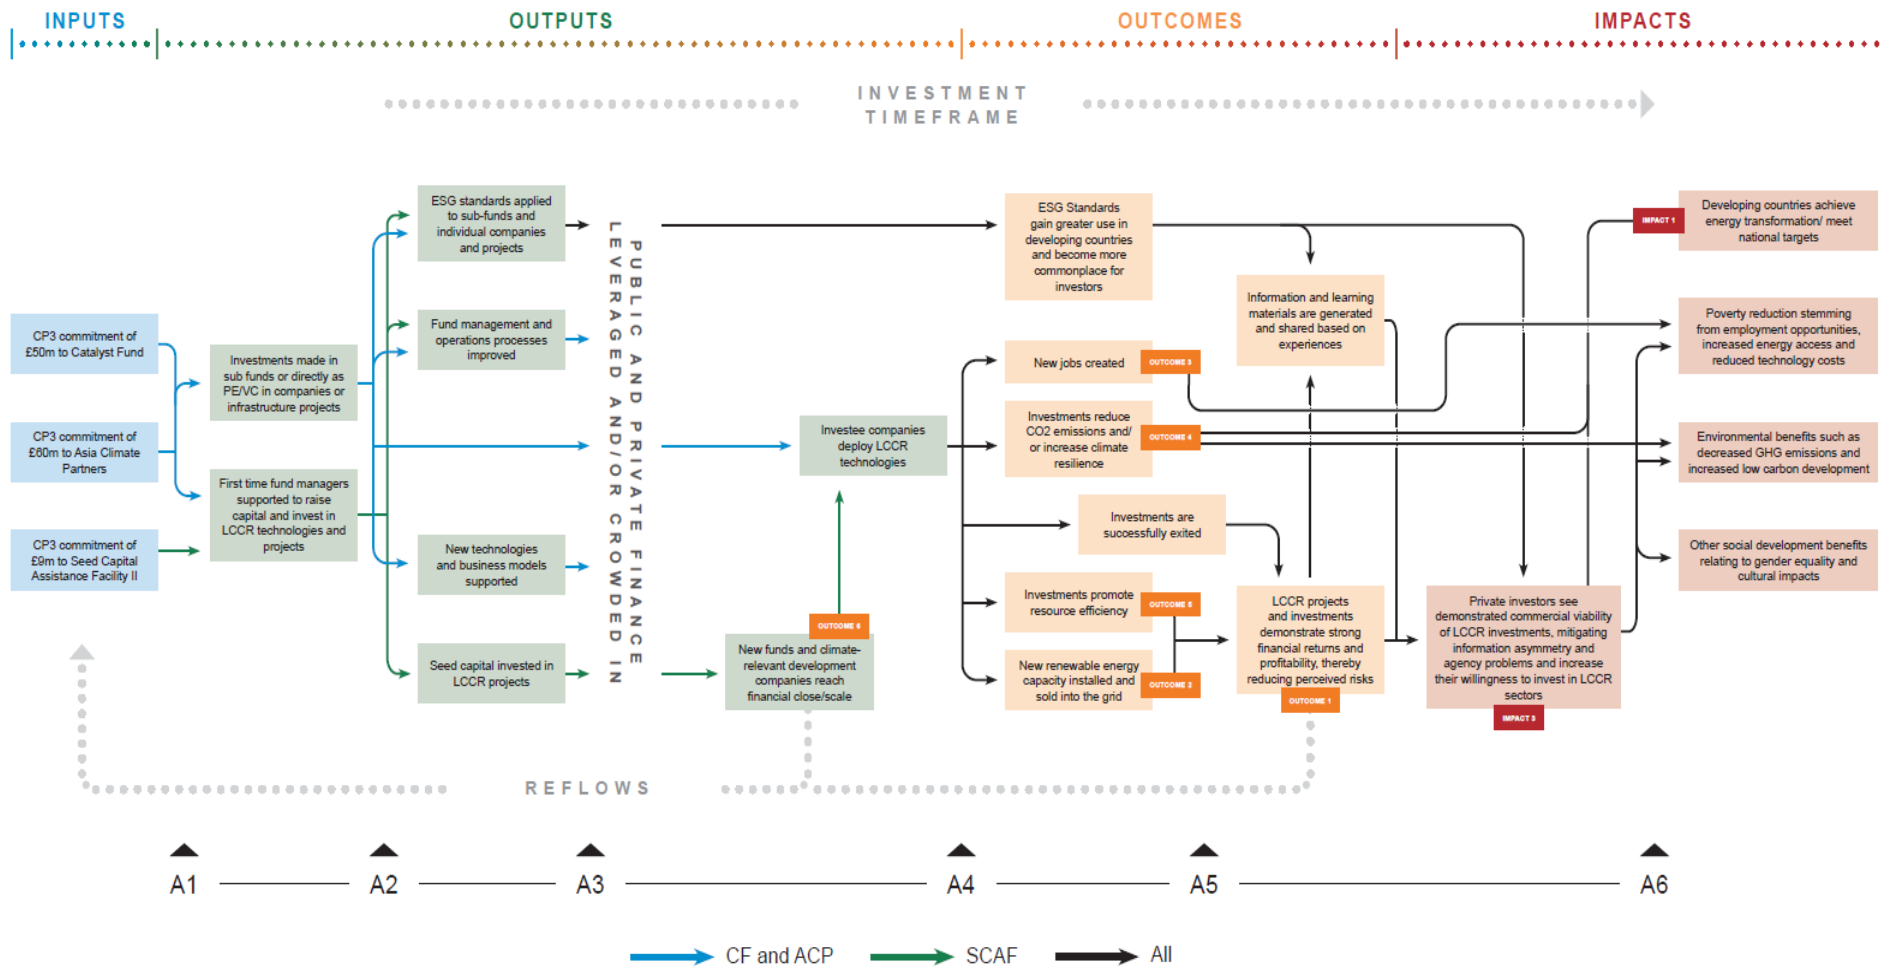 INPUTS
OUTPUTS
OUTCOMES
IMPACTS
INVESTMENT
TIMEFRAME
CP3 commitment of
£50m to Catalyst Fund
CP3 commitment of
£60m to Asia Climate
Partners
CP3 commitment of
£9m to Seed Capital
Assistance Facility II
Investments made in
sub funds or directly as
PE/VC in companies or
infrastructure projects
First time fund managers
supported to raise
capital and invest in
LCCR technologies and
projects
ESG standards applied
to sub-funds and
individual companies
and projects
Fund management and
operations processes
improved
New technologies
and business models
supported
Seed capital invested in
LCCR projects
PUBLIC AND PRIVATE FINANCE
LEVERAGED AND/OR CROWDED IN
OUTCOME 6
New funds and climate-
relevant development
companies reach
financial close/scale
Investee companies
deploy LCCR
technologies
ESG Standards
gain greater use in
developing countries
and become more
commonplace for
investors
New jobs created
OUTCOME 3
Investments reduce
CO2 emissions and/
or increase climate
resilience
OUTCOME 4
Investments are
successfully exited
Investments promote
resource efficiency
OUTCOME 5
New renewable energy
capacity installed and
sold into the grid
OUTCOME 2
Information and learning
materials are generated
and shared based on
experiences
LCCR projects
and investments
demonstrate strong
financial returns and
profitability, thereby
reducing perceived risks
OUTCOME 1
Private investors see
demonstrated commercial viability
of LCCR investments, mitigating
information asymmetry and
agency problems and increase
their willingness to invest in LCCR
sectors
IMPACT 3
IMPACT 1
Developing countries achieve
energy transformation/ meet
national targets
Poverty reduction stemming
from employment opportunities,
increased energy access and
reduced technology costs
Environmental benefits such as
decreased GHG emissions and
increased low carbon development
Other social development benefits
relating to gender equality and
cultural impacts
REFLOWS
A1
A2
A3
A4
A5
A6
CF and ACP
SCAF
All